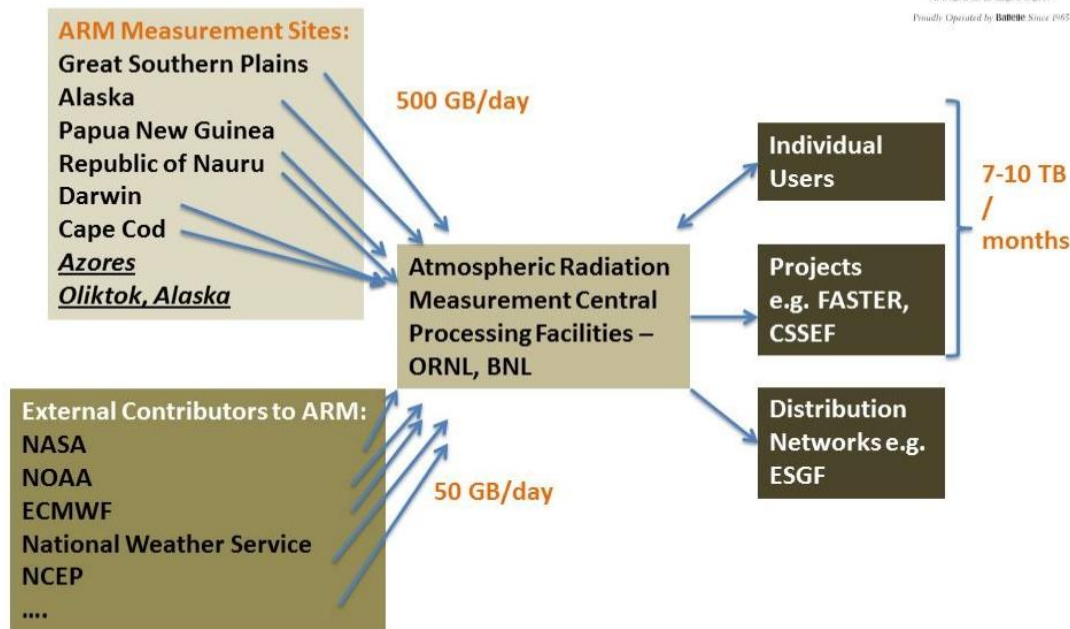 Proudly Operated by Battelle Since 1965
ARM Measurement Sites:
Great Southern Plains
Alaska
Papua New Guinea
Republic of Nauru
Darwin
Cape Cod
Azores
Oliktok, Alaska
500 GB/day
Atmospheric Radiation
Measurement Central
Processing Facilities –
ORNL, BNL
External Contributors to ARM:
NASA
NOAA
ECMWF
National Weather Service
NCEP
....
50 GB/day
Individual
Users
Projects
e.g. FASTER,
CSSEF
Distribution
Networks e.g.
ESGF
7-10 TB
/
months